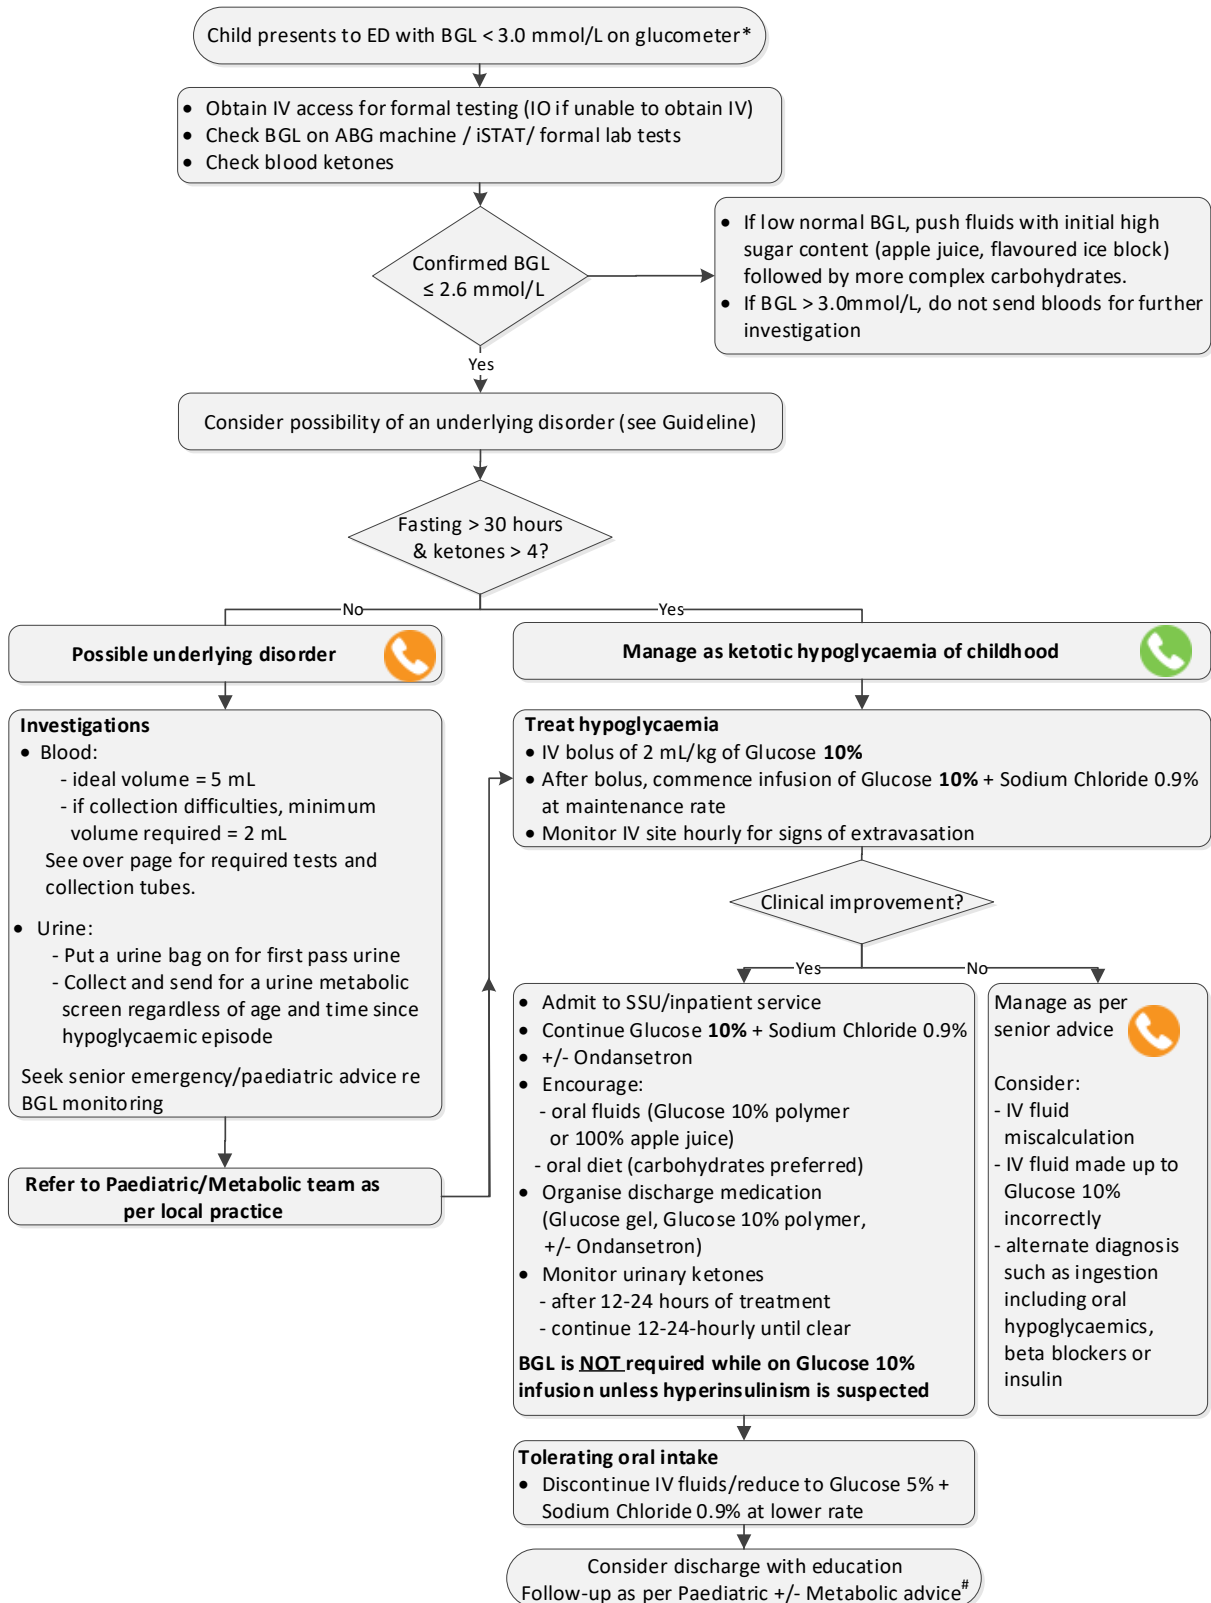 Child presents to ED with BGL < 3.0 mmol/L on glucometer*
• Obtain IV access for formal testing (IO if unable to obtain IV)
• Check BGL on ABG machine / iSTAT/ formal lab tests
• Check blood ketones
Confirmed BGL
≤ 2.6 mmol/L
• If low normal BGL, push fluids with initial high
sugar content (apple juice, flavoured ice block)
followed by more complex carbohydrates.
• If BGL > 3.0mmol/L, do not send bloods for further
investigation
Yes
Consider possibility of an underlying disorder (see Guideline)
Fasting > 30 hours
& ketones > 4?
No
Yes
Possible underlying disorder
Manage as ketotic hypoglycaemia of childhood
Investigations
• Blood:
- ideal volume = 5 mL
- if collection difficulties, minimum
volume required = 2 mL
See over page for required tests and
collection tubes.
• Urine:
- Put a urine bag on for first pass urine
- Collect and send for a urine metabolic
screen regardless of age and time since
hypoglycaemic episode
Seek senior emergency/paediatric advice re
BGL monitoring
Refer to Paediatric/Metabolic team as
per local practice
Treat hypoglycaemia
• IV bolus of 2 mL/kg of Glucose 10%
• After bolus, commence infusion of Glucose 10% + Sodium Chloride 0.9%
at maintenance rate
• Monitor IV site hourly for signs of extravasation
Clinical improvement?
Yes
No
• Admit to SSU/inpatient service
• Continue Glucose 10% + Sodium Chloride 0.9%
• +/- Ondansetron
• Encourage:
- oral fluids (Glucose 10% polymer
or 100% apple juice)
- oral diet (carbohydrates preferred)
• Organise discharge medication
(Glucose gel, Glucose 10% polymer,
+/- Ondansetron)
• Monitor urinary ketones
- after 12-24 hours of treatment
- continue 12-24-hourly until clear
BGL is NOT required while on Glucose 10%
infusion unless hyperinsulinism is suspected
Manage as per
senior advice
Consider:
- IV fluid
miscalculation
- IV fluid made up to
Glucose 10%
incorrectly
- alternate diagnosis
such as ingestion
including oral
hypoglycaemics,
beta blockers or
insulin
Tolerating oral intake
• Discontinue IV fluids/reduce to Glucose 5% +
Sodium Chloride 0.9% at lower rate
Consider discharge with education
Follow-up as per Paediatric +/- Metabolic advice#